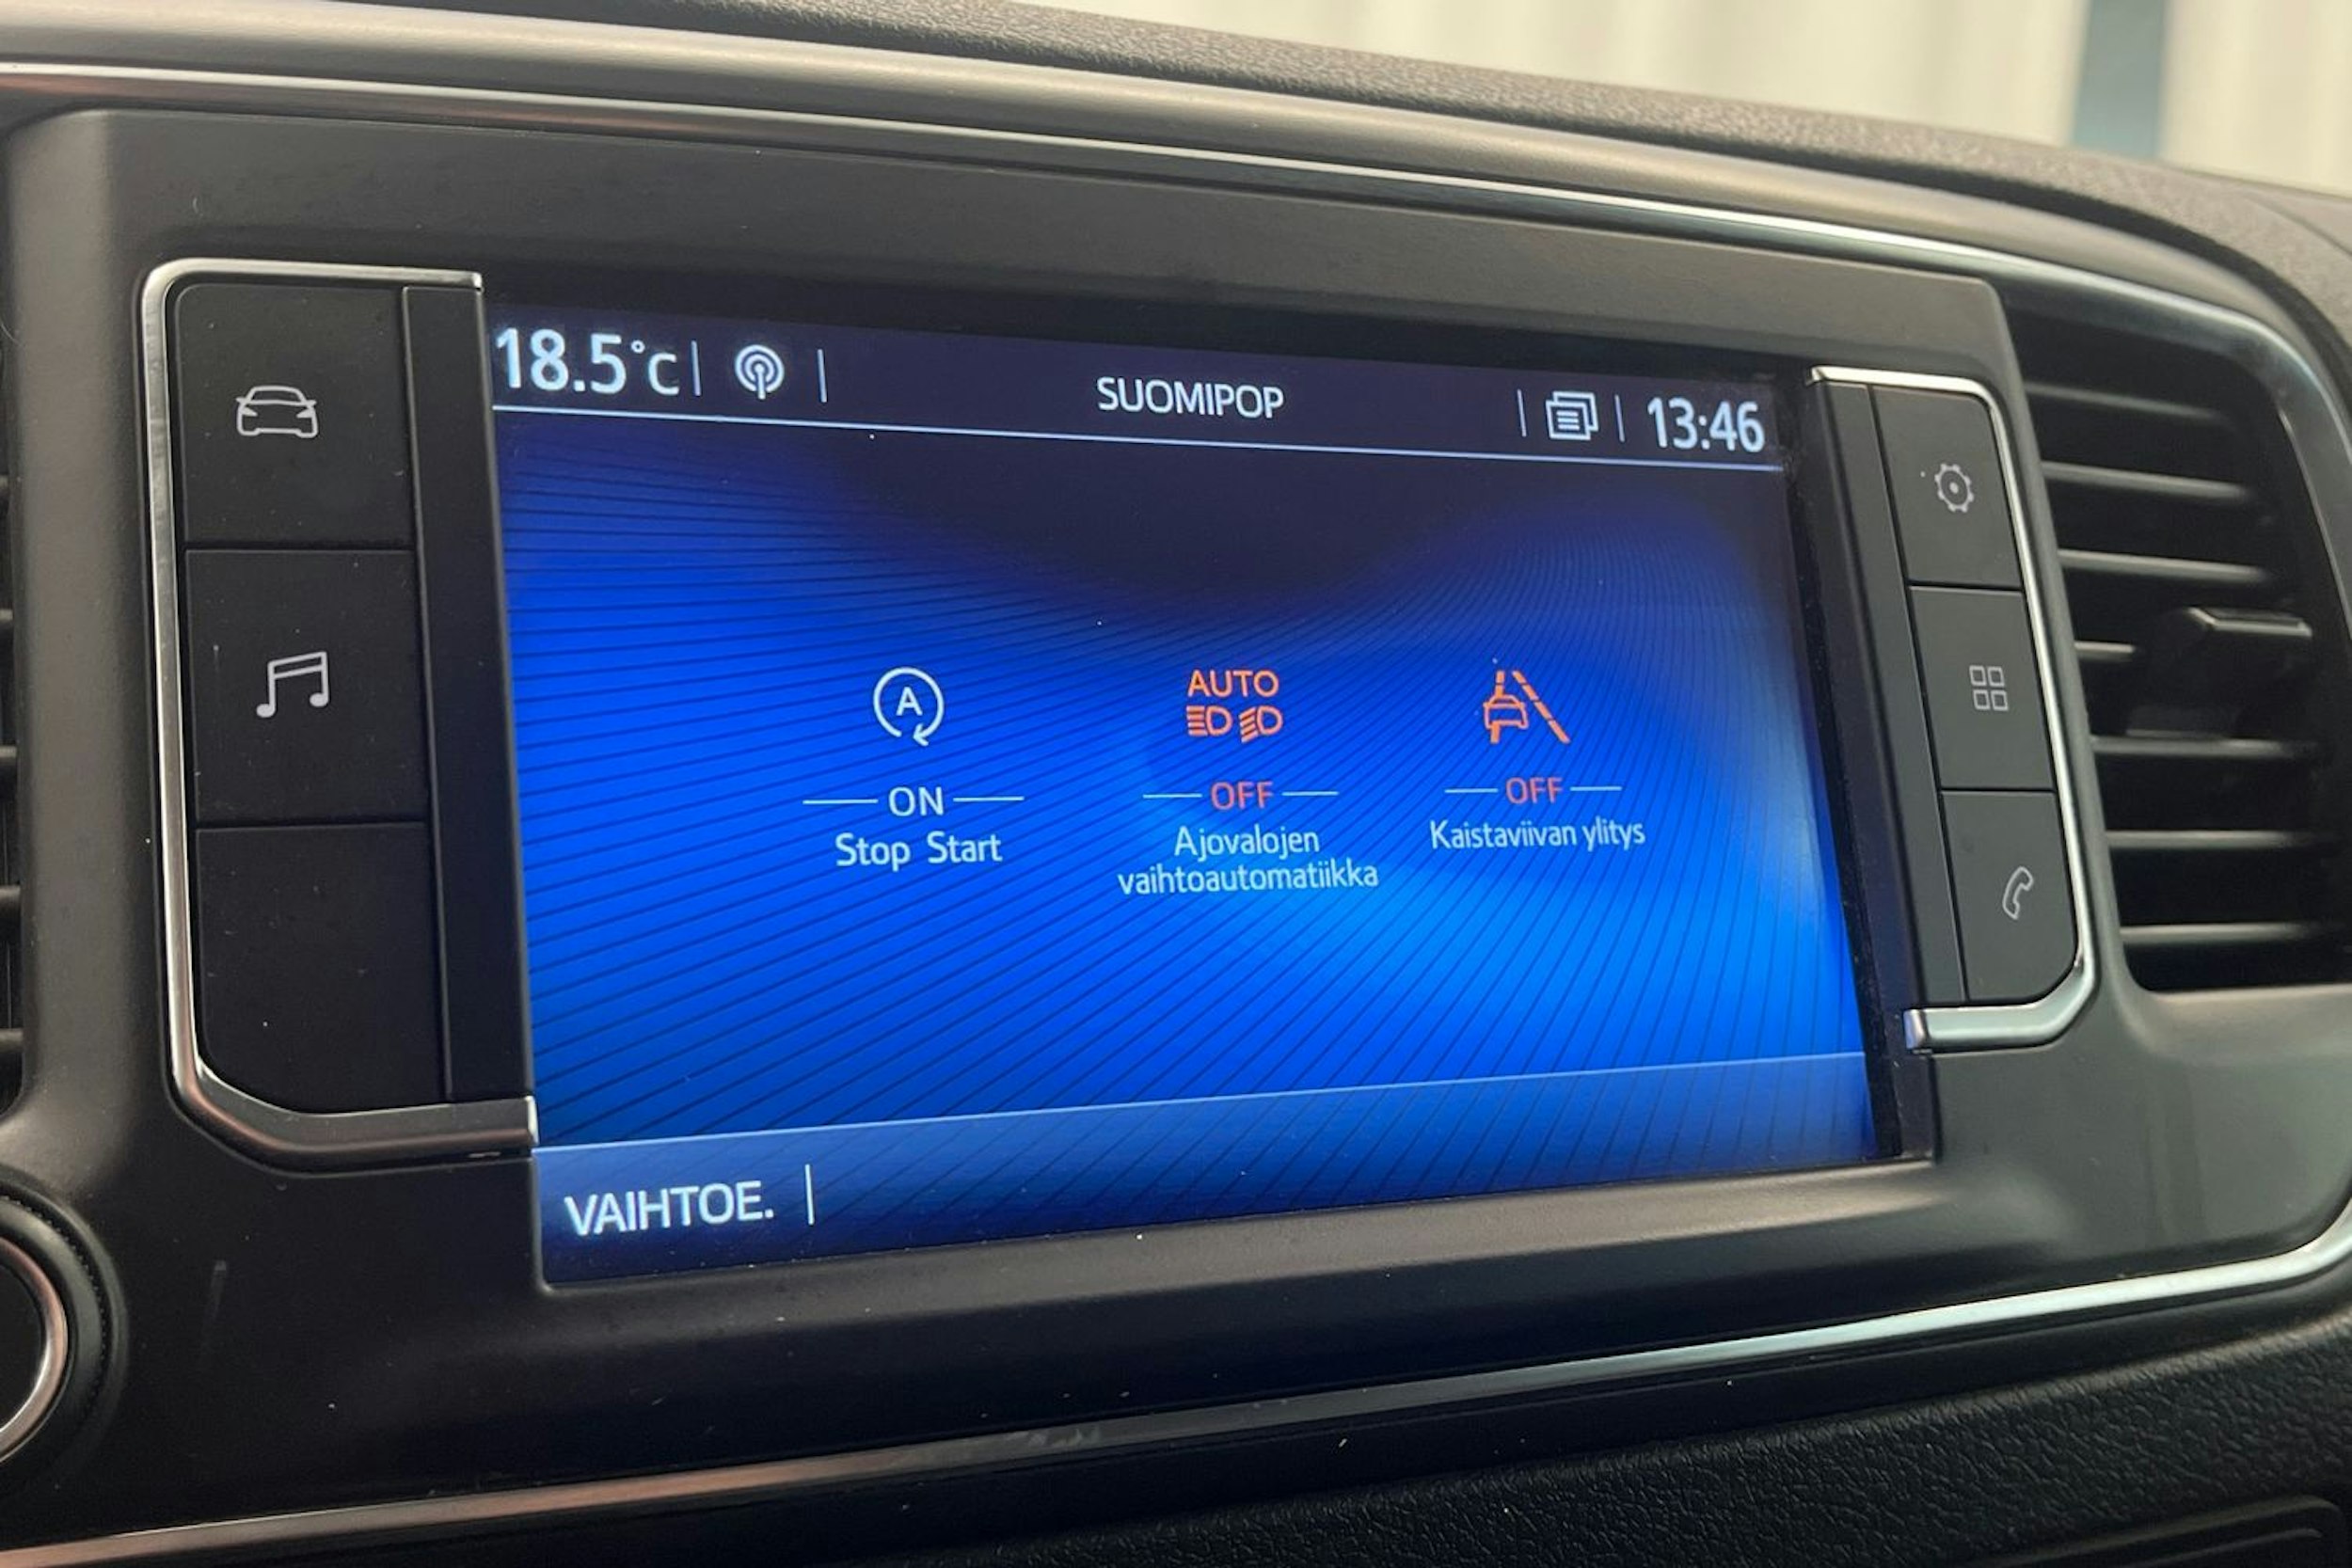 18.5°C
SUOMIPOP
13:46
A
ON
Stop Start
AUTO
OFF
Ajovalojen
vaihtoautomatiikka
OFF
Kaistaviivan ylitys
VAIHTOE.